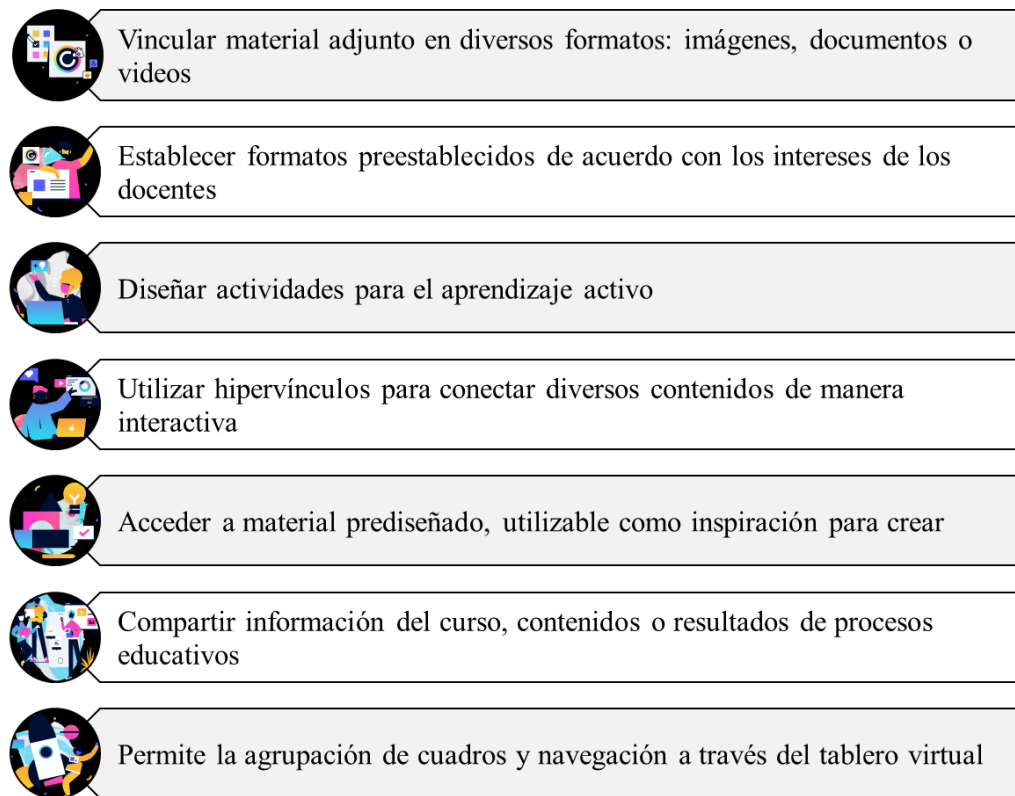 Vincular material adjunto en diversos formatos: imágenes, documentos o
videos
Establecer formatos preestablecidos de acuerdo con los intereses de los
docentes
Diseñar actividades para el aprendizaje activo
Utilizar hipervínculos para conectar diversos contenidos de manera
interactiva
Acceder a material prediseñado, utilizable como inspiración para crear
Compartir información del curso, contenidos o resultados de procesos
educativos
Permite la agrupación de cuadros y navegación a través del tablero virtual